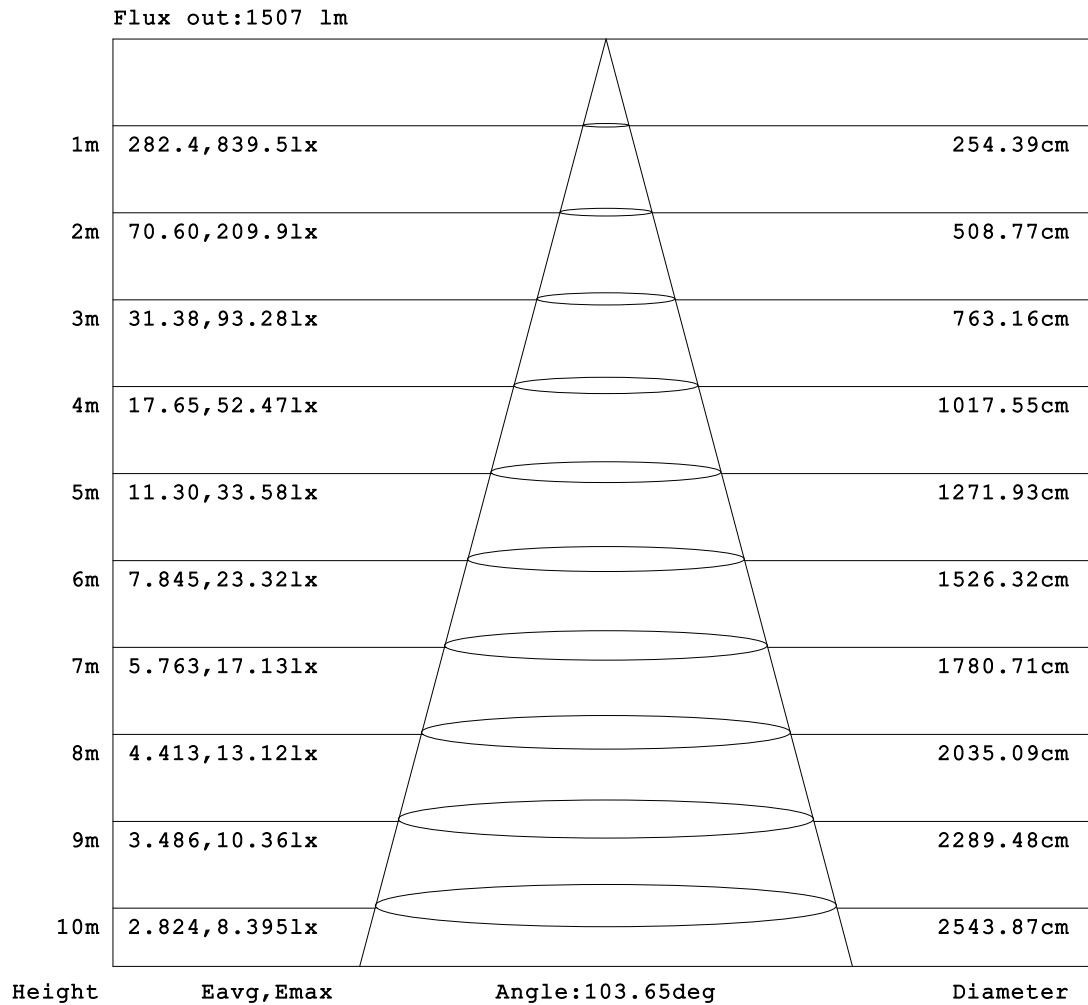 Flux out:1507 lm
1m 282.4,839.5lx 254.39cm
2m 70.60,209.9lx 508.77cm
3m 31.38,93.28lx 763.16cm
4m 17.65,52.47lx 1017.55cm
5m 11.30,33.58lx 1271.93cm
6m 7.845,23.32lx 1526.32cm
7m 5.763,17.13lx 1780.71cm
8m 4.413,13.12lx 2035.09cm
9m 3.486,10.36lx 2289.48cm
10m 2.824,8.395lx 2543.87cm
Height Eavg,Emax Angle:103.65deg Diameter